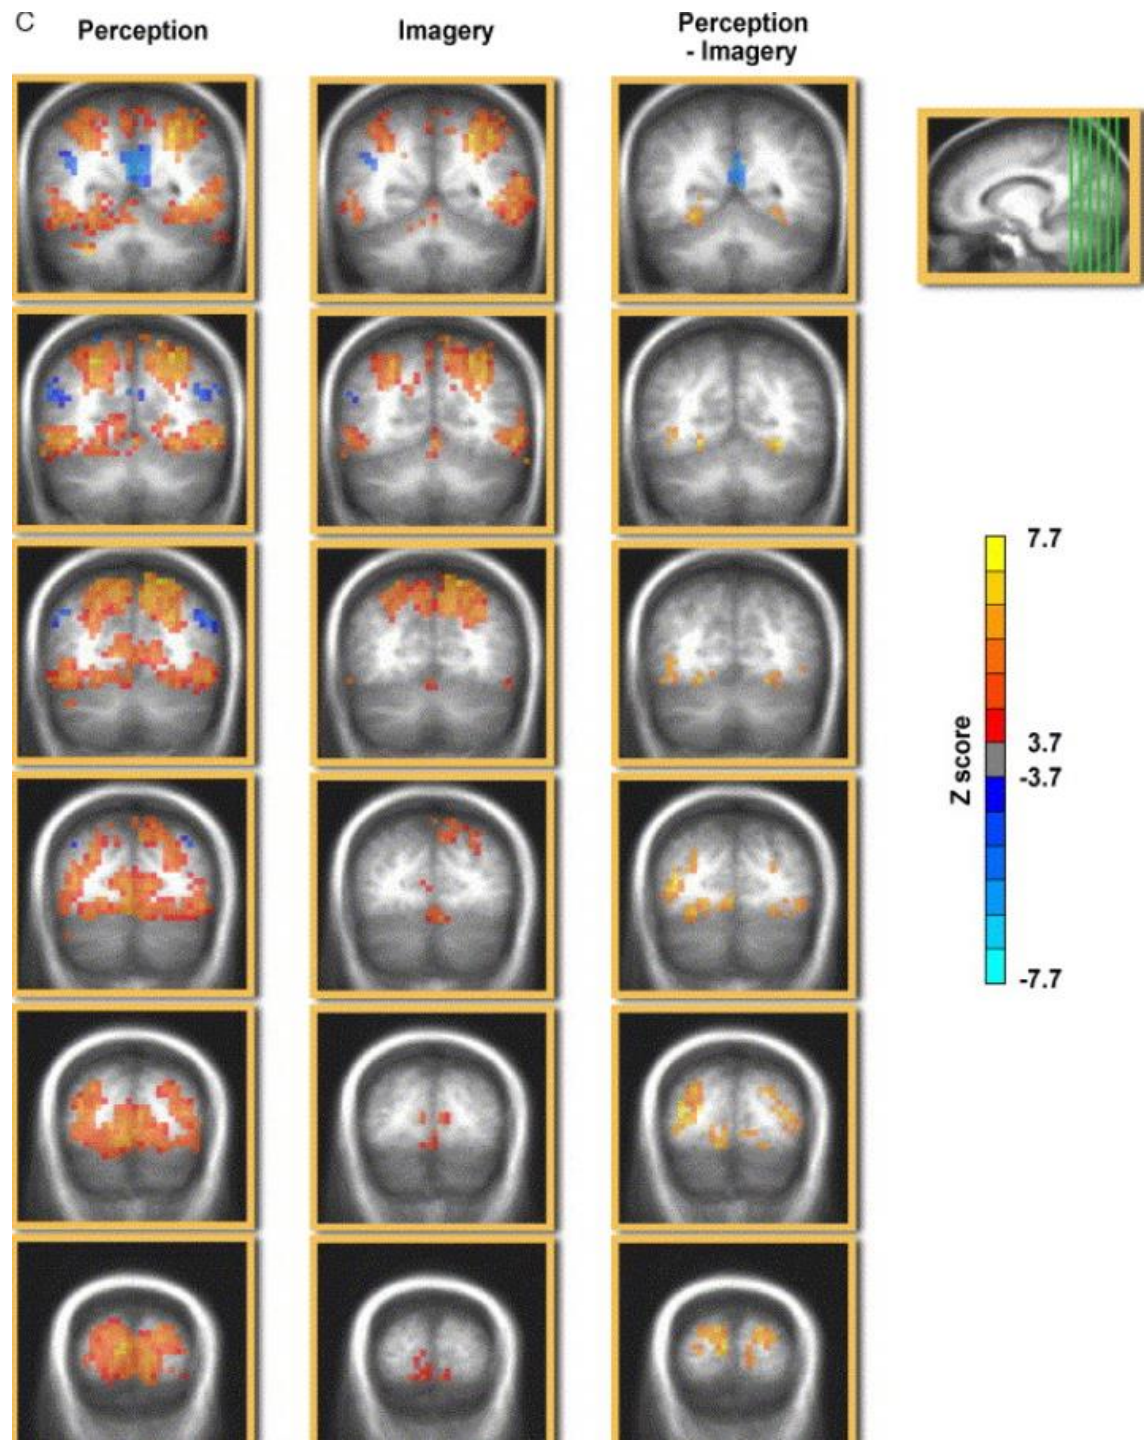 C
Perception
Imagery
Perception
- Imagery
7.7
3.7
-3.7
-7.7
Z score